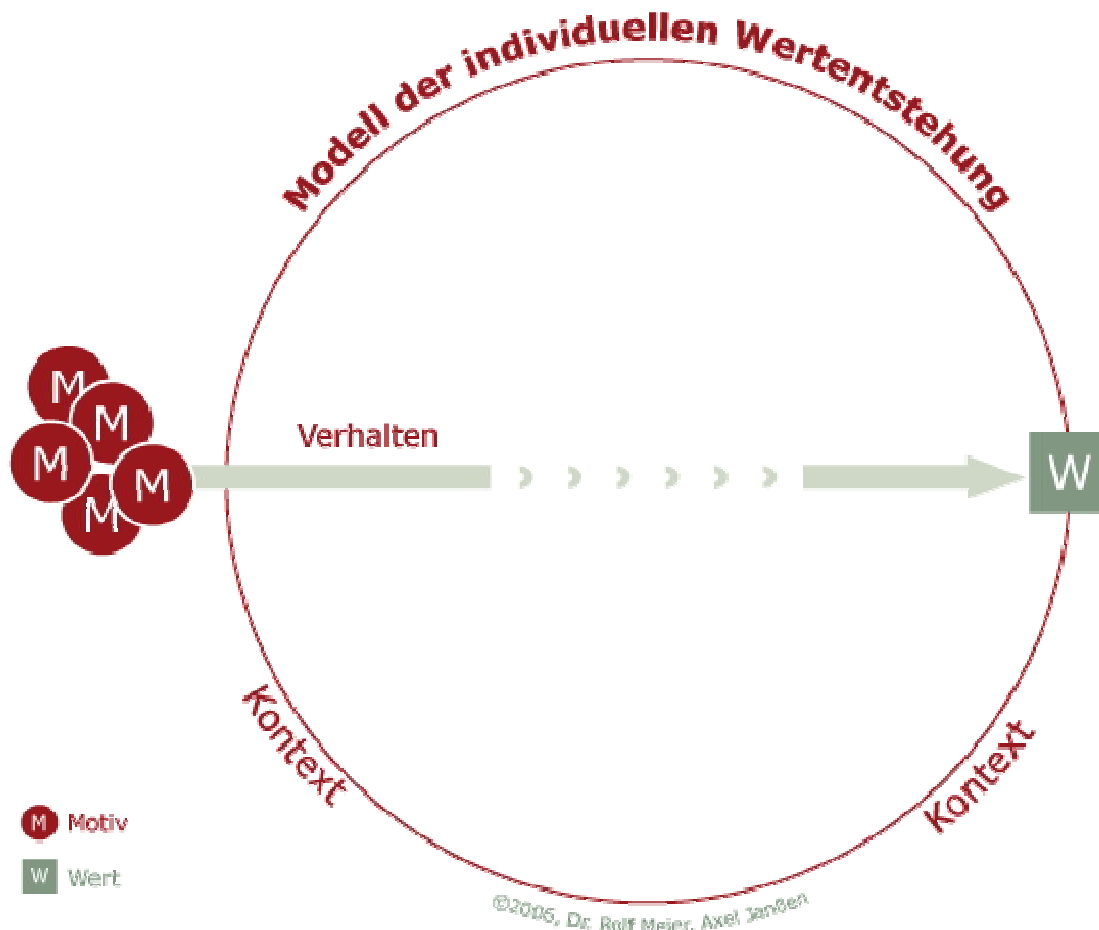 Modell der individuellen Wertentstehung
M
M
M
M
M
Verhalten
W
Kontext
Kontext
M Motiv
W Wert
©2006, Dr. Rolf Meier, Axel Janßen